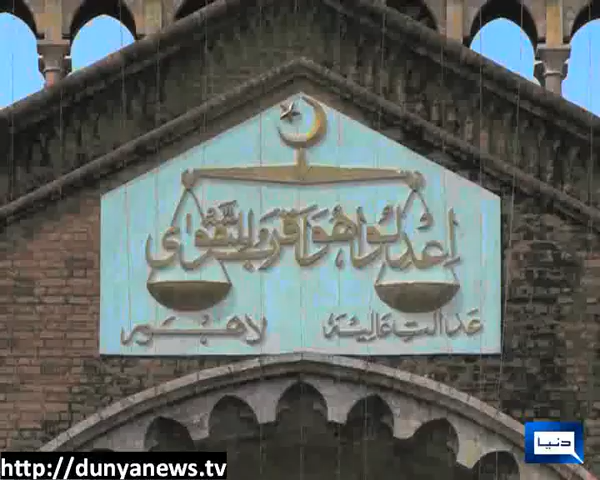 اعدلوا هو اقرب للتقوى
عدالت عالیہ لاہور
دنیا
http://dunyanews.tv